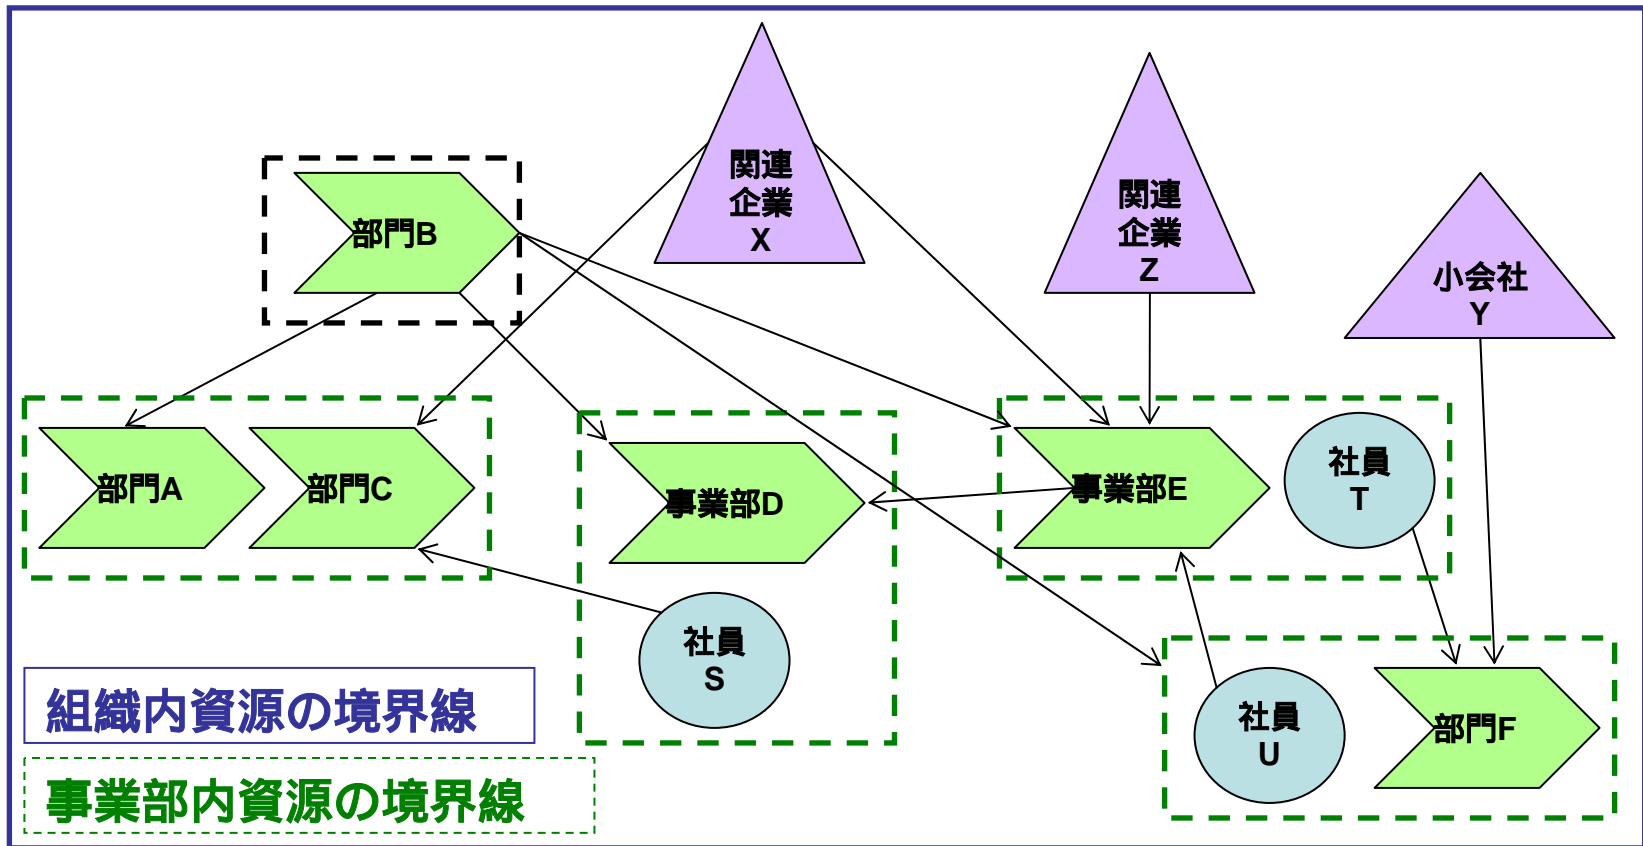 関連
企業
X
関連
企業
Z
部門B
小会社
Y
部門A
部門C
事業部D
事業部E
社員
T
社員
S
社員
U
部門F
組織内資源の境界線
事業部内資源の境界線